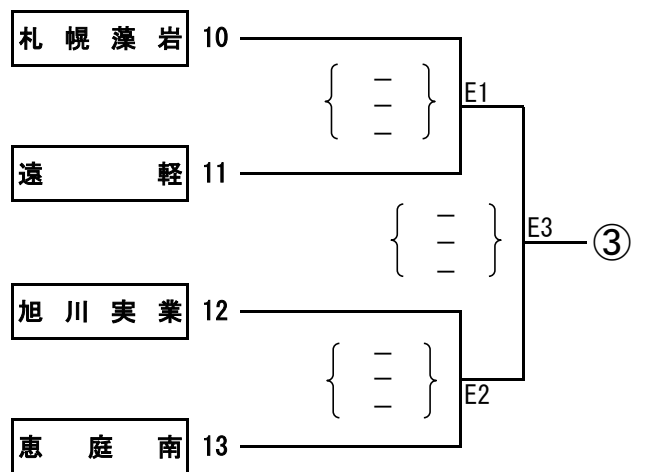 札幌藻岩 10
{ － － － }
E1
遠軽 11
{ － － － }
E3
③
旭川実業 12
{ － － － }
E2
恵庭南 13